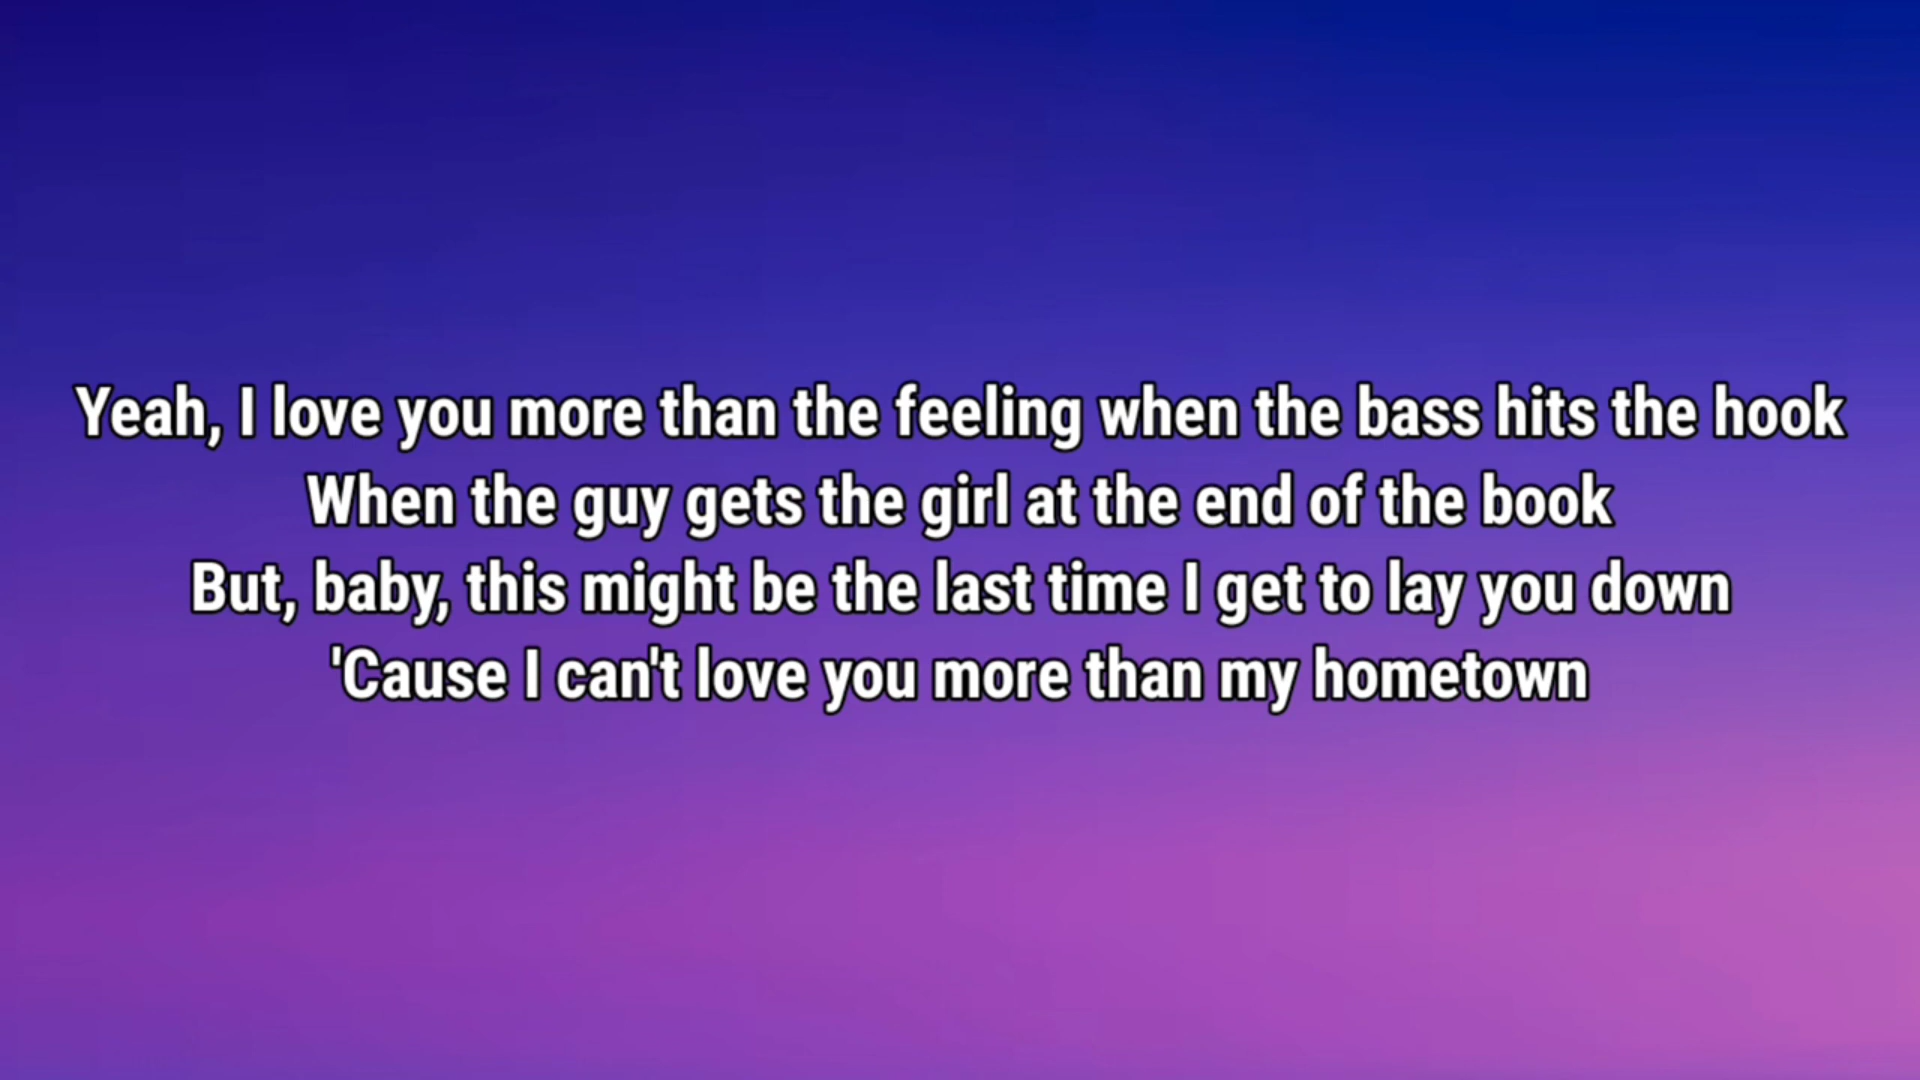 Yeah, I love you more than the feeling when the bass hits the hook
When the guy gets the girl at the end of the book
But, baby, this might be the last time I get to lay you down
'Cause I can't love you more than my hometown